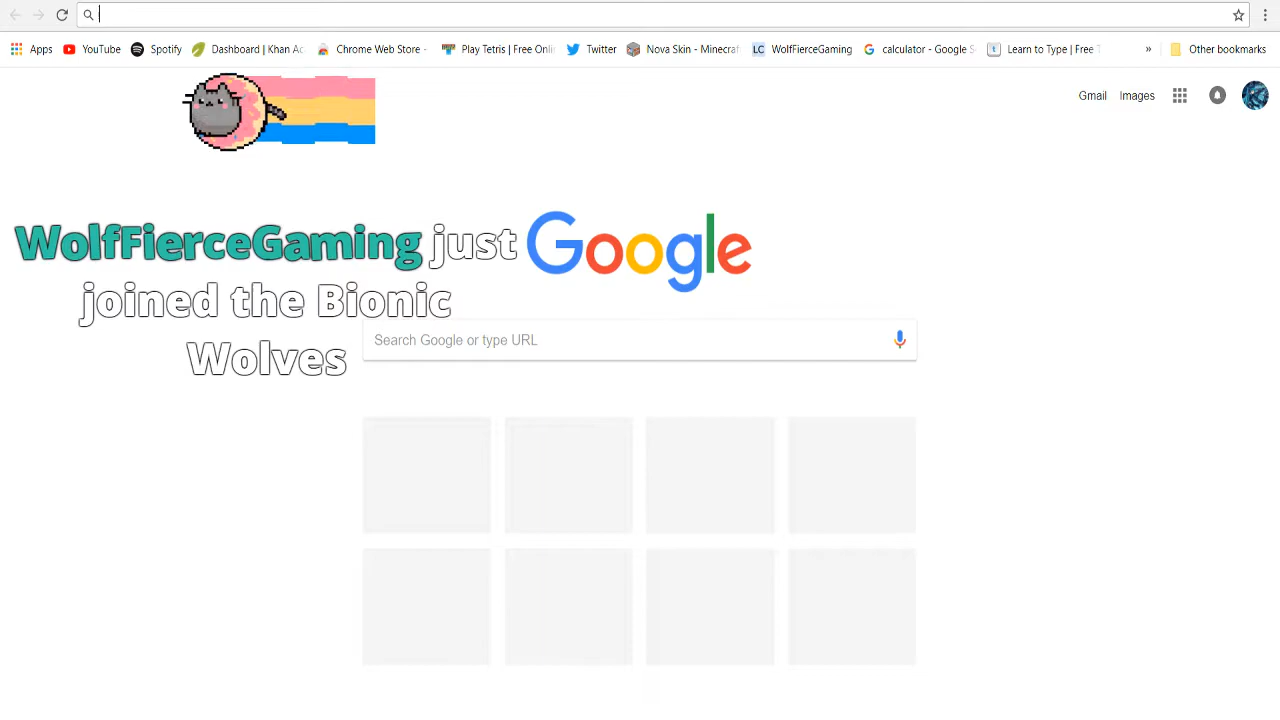 Apps YouTube Spotify Dashboard | Khan Ac Chrome Web Store - Play Tetris | Free Onli Twitter Nova Skin - Minecraf LC WolfFierceGaming calculator - Google S t Learn to Type | Free T » Other bookmarks
Gmail Images
WolfFierceGaming just
joined the Bionic
Wolves
Google
Search Google or type URL